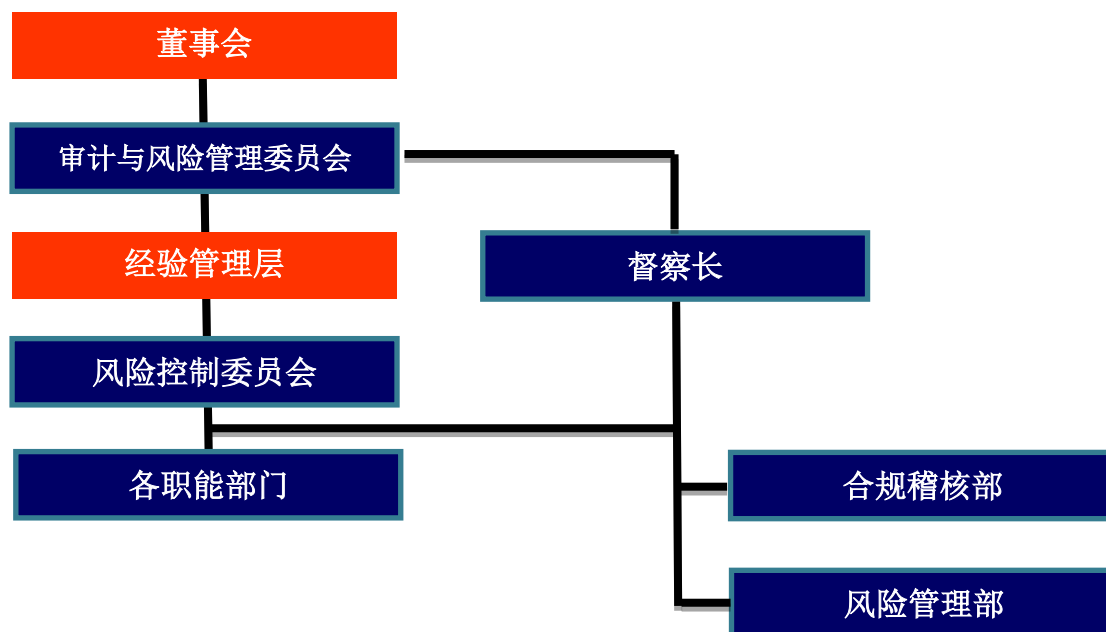 董事会
审计与风险管理委员会
经验管理层
督察长
风险控制委员会
各职能部门
合规稽核部
风险管理部